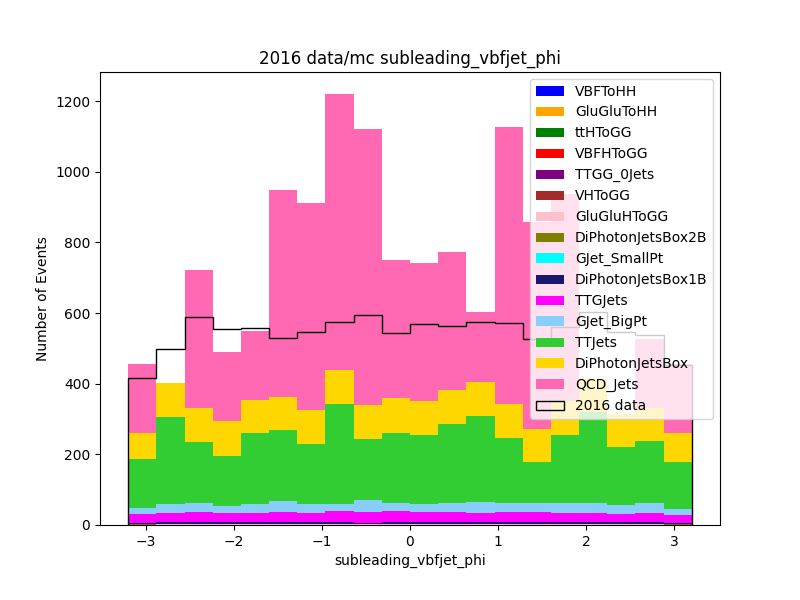 2016 data/mc subleading_vbfjet_phi
Number of Events
1200
1000
800
600
400
200
0
−3
−2
−1
0
1
2
3
subleading_vbfjet_phi
VBFToHH
GluGluToHH
ttHToGG
VBFHToGG
TTGG_0Jets
VHToGG
GluGluHToGG
DiPhotonJetsBox2B
GJet_SmallPt
DiPhotonJetsBox1B
TTGJets
GJet_BigPt
TTJets
DiPhotonJetsBox
QCD_Jets
2016 data